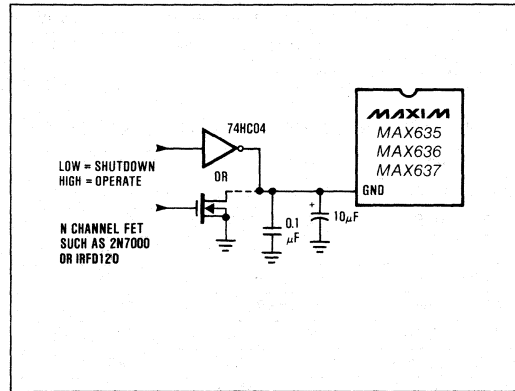 MAXIM
MAX635
MAX636
MAX637
GND
74HC04
LOW = SHUTDOWN
HIGH = OPERATE
OR
N CHANNEL FET
SUCH AS 2N7000
OR IRFD120
0.1
µF
+
10µF